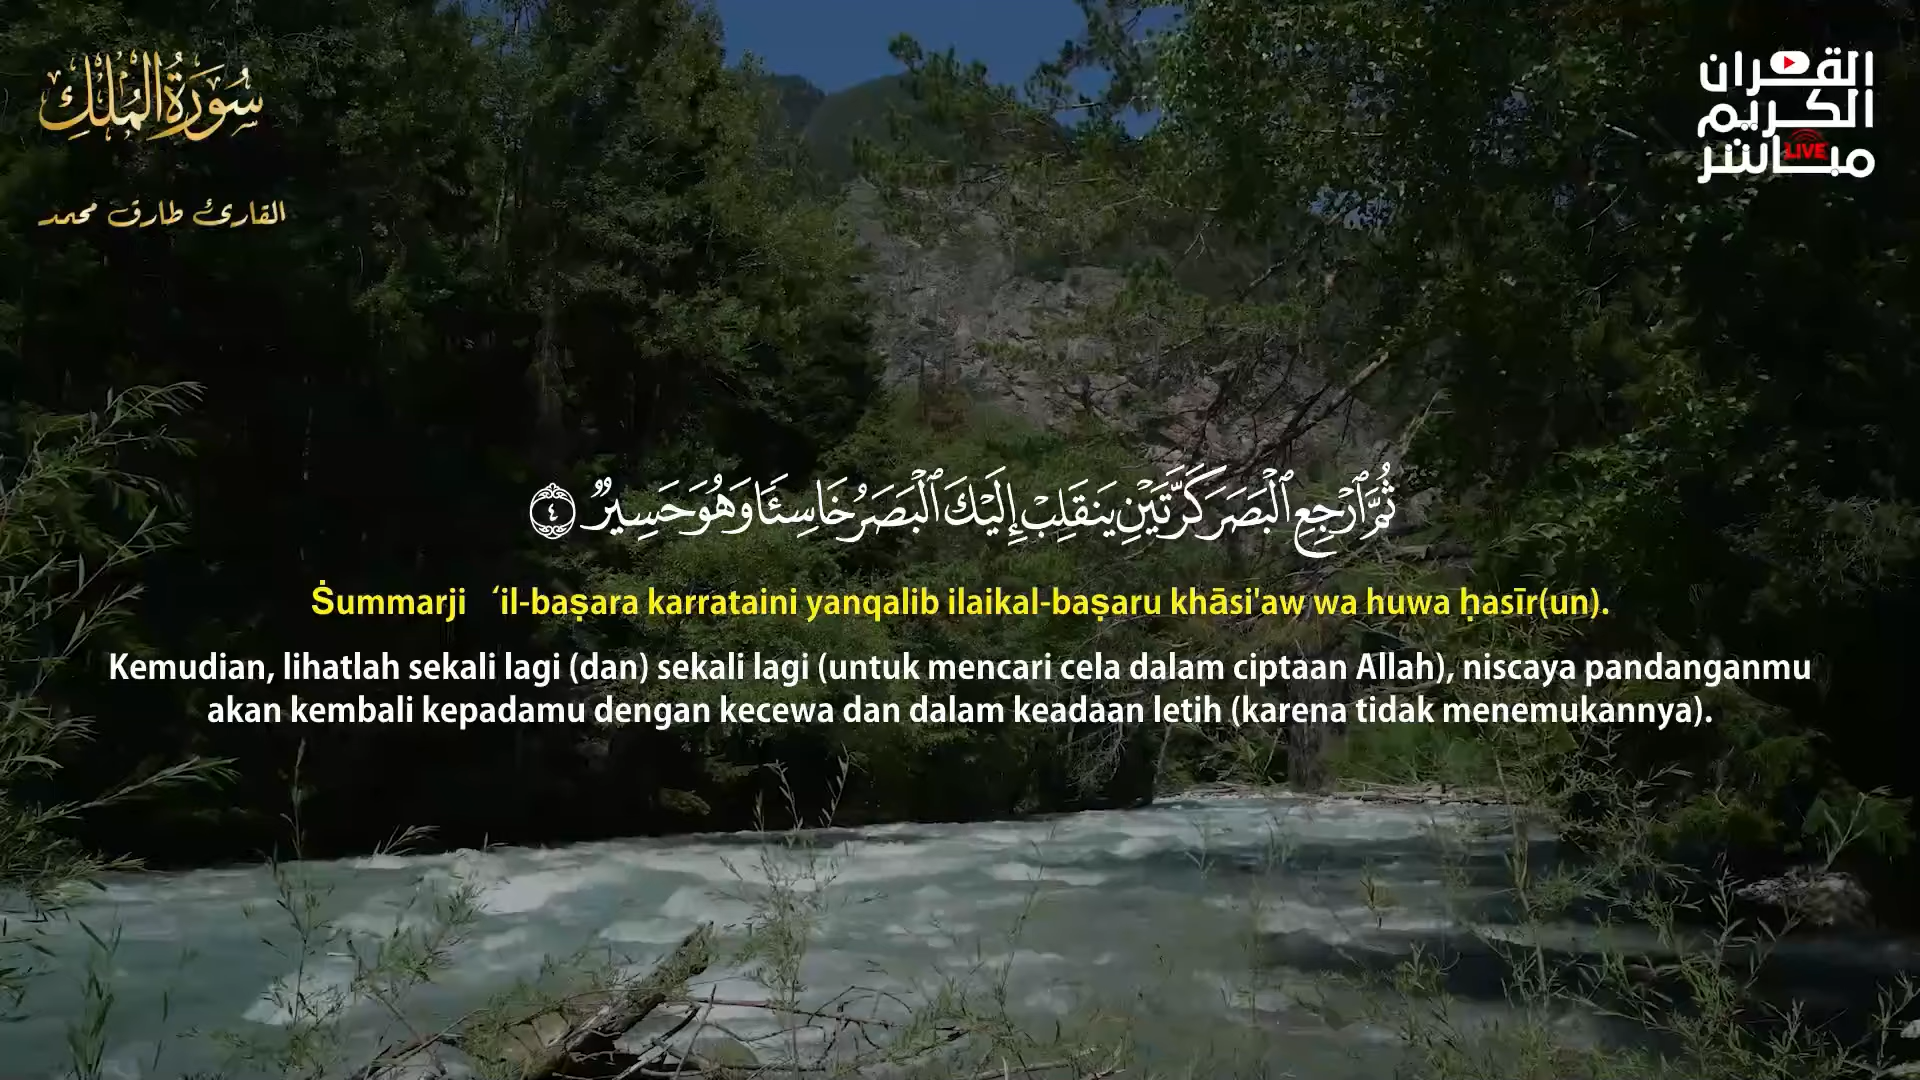 سُورَةُ المُلْكِ
القارئ طارق محمد
القرآن
الكريم
مباشر
LIVE
ثُمَّ ٱرْجِعِ ٱلْبَصَرَ كَرَّتَيْنِ يَنقَلِبْ إِلَيْكَ ٱلْبَصَرُ خَاسِئًا وَهُوَ حَسِيرٌ ٤
Ṡummarji ‘il-baṣara karrataini yanqalib ilaikal-baṣaru khāsi'aw wa huwa ḥasīr(un).
Kemudian, lihatlah sekali lagi (dan) sekali lagi (untuk mencari cela dalam ciptaan Allah), niscaya pandanganmu
akan kembali kepadamu dengan kecewa dan dalam keadaan letih (karena tidak menemukannya).